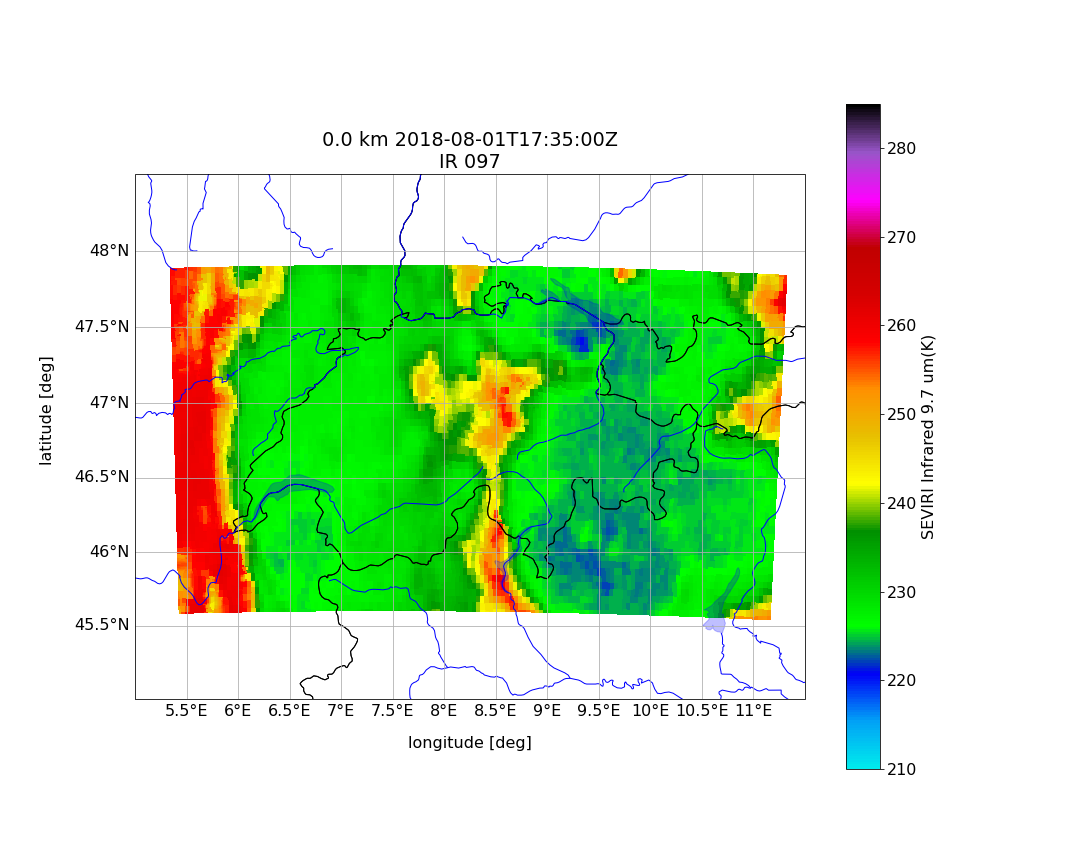 0.0 km 2018-08-01T17:35:00Z
IR 097
48°N
47.5°N
47°N
46.5°N
46°N
45.5°N
latitude [deg]
5.5°E 6°E 6.5°E 7°E 7.5°E 8°E 8.5°E 9°E 9.5°E 10°E 10.5°E 11°E
longitude [deg]
280
270
260
250
240
230
220
210
SEVIRI Infrared 9.7 um(K)